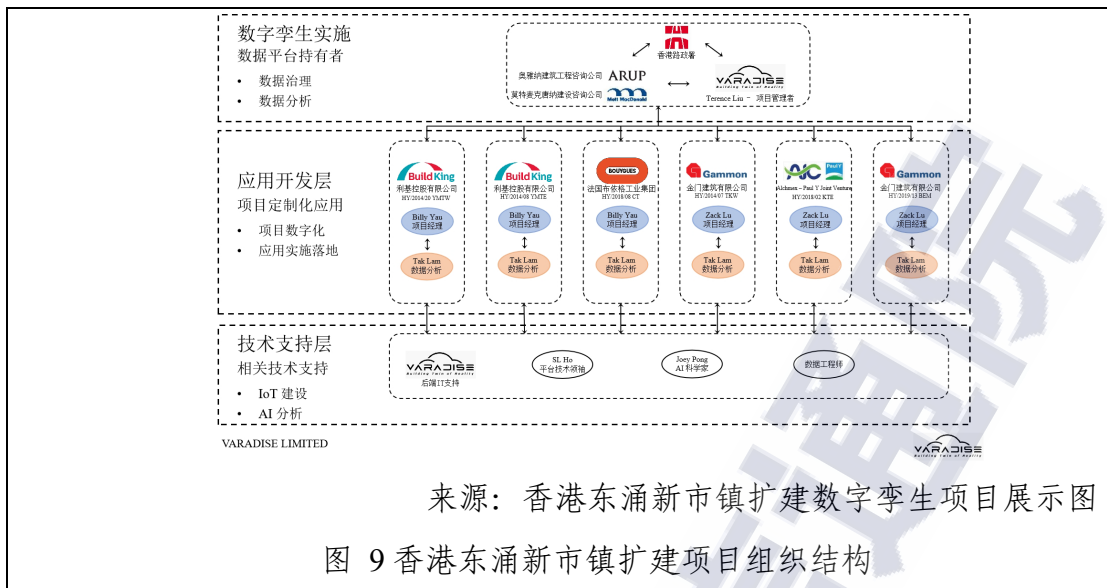 数字孪生实施
数据平台持有者
• 数据治理
• 数据分析
香港路政署
奥雅纳建筑工程咨询公司 ARUP
莫特麦克唐纳建设咨询公司 Mott MacDonald
VARADISE
Building Twin of Reality
Terence Liu – 项目管理者
应用开发层
项目定制化应用
• 项目数字化
• 应用实施落地
Build King
利基控股有限公司
HY/2014/20 YMTW
Billy Yau
项目经理
Tak Lam
数据分析
Build King
利基控股有限公司
HY/2014/08 YMTE
Billy Yau
项目经理
Tak Lam
数据分析
BOUYGUES
法国布依格工业集团
HY/2018/08 CT
Billy Yau
项目经理
Tak Lam
数据分析
Gammon
金门建筑有限公司
HY/2014/07 TKW
Zack Lu
项目经理
Tak Lam
数据分析
AJC Paul Y
Alchmex – Paul Y Joint Venture
HY/2018/02 KTE
Zack Lu
项目经理
Tak Lam
数据分析
Gammon
金门建筑有限公司
HY/2019/13 BEM
Zack Lu
项目经理
Tak Lam
数据分析
技术支持层
相关技术支持
• IoT 建设
• AI 分析
VARADISE
Building Twin of Reality
后端IT支持
SL Ho
平台技术领袖
Joey Pong
AI 科学家
数据工程师
VARADISE LIMITED
VARADISE
Building Twin of Reality
来源：香港东涌新市镇扩建数字孪生项目展示图
图 9 香港东涌新市镇扩建项目组织结构